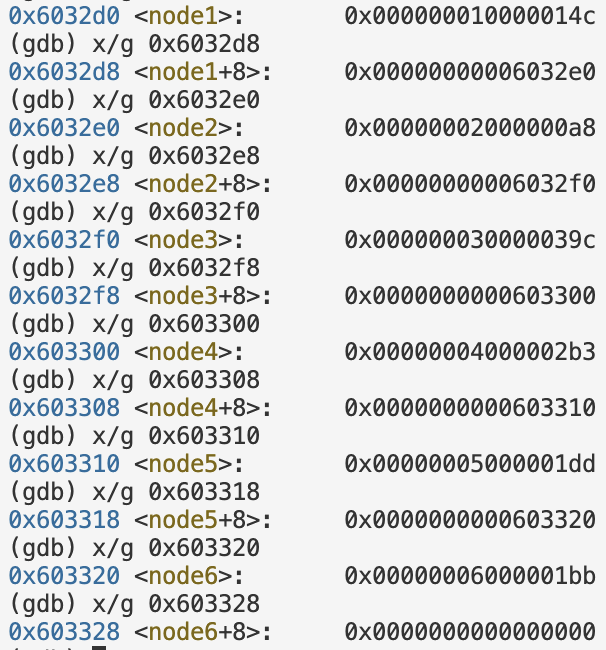 0x6032d0 <node1>: 0x000000010000014c
(gdb) x/g 0x6032d8
0x6032d8 <node1+8>: 0x00000000006032e0
(gdb) x/g 0x6032e0
0x6032e0 <node2>: 0x00000002000000a8
(gdb) x/g 0x6032e8
0x6032e8 <node2+8>: 0x00000000006032f0
(gdb) x/g 0x6032f0
0x6032f0 <node3>: 0x000000030000039c
(gdb) x/g 0x6032f8
0x6032f8 <node3+8>: 0x0000000000603300
(gdb) x/g 0x603300
0x603300 <node4>: 0x00000004000002b3
(gdb) x/g 0x603308
0x603308 <node4+8>: 0x0000000000603310
(gdb) x/g 0x603310
0x603310 <node5>: 0x00000005000001dd
(gdb) x/g 0x603318
0x603318 <node5+8>: 0x0000000000603320
(gdb) x/g 0x603320
0x603320 <node6>: 0x00000006000001bb
(gdb) x/g 0x603328
0x603328 <node6+8>: 0x0000000000000000